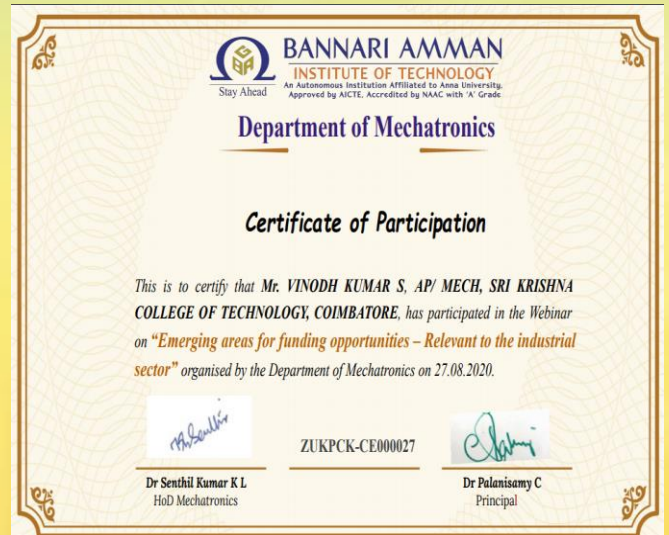 BANNARI AMMAN
INSTITUTE OF TECHNOLOGY
An Autonomous Institution Affiliated to Anna University,
Approved by AICTE, Accredited by NAAC with 'A' Grade
Stay Ahead
Department of Mechatronics
Certificate of Participation
This is to certify that Mr. VINODH KUMAR S, AP/ MECH, SRI KRISHNA
COLLEGE OF TECHNOLOGY, COIMBATORE, has participated in the Webinar
on “Emerging areas for funding opportunities – Relevant to the industrial
sector” organised by the Department of Mechatronics on 27.08.2020.
ZUKPCK-CE000027
Dr Senthil Kumar K L
HoD Mechatronics
Dr Palanisamy C
Principal